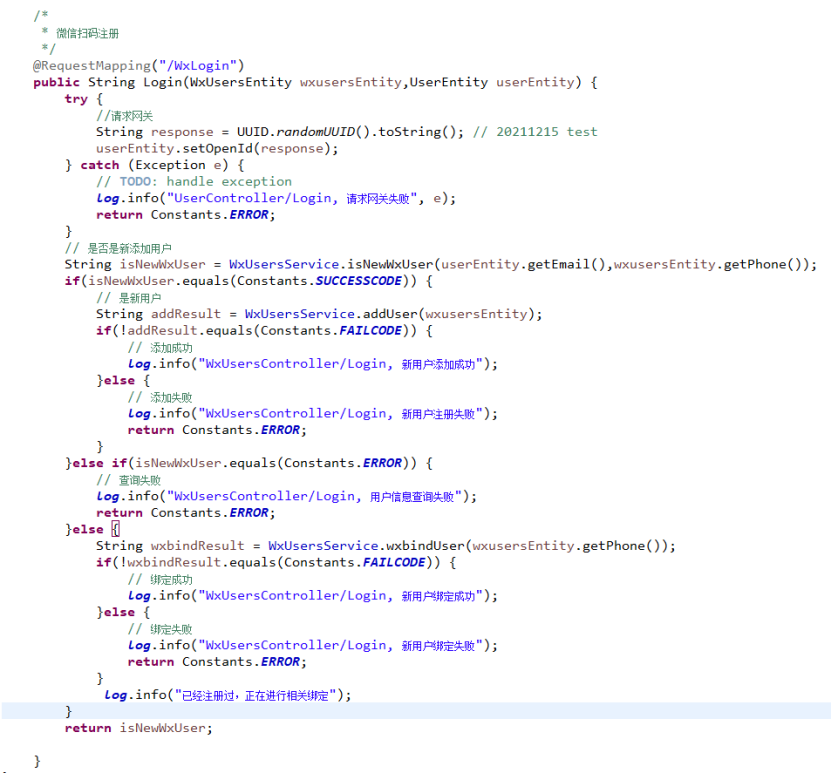 /*
* 微信扫码注册
*/
@RequestMapping("/WxLogin")
public String Login(WxUsersEntity wxusersEntity,UserEntity userEntity) {
try {
//请求网关
String response = UUID.randomUUID().toString(); // 20211215 test
userEntity.setOpenId(response);
} catch (Exception e) {
// TODO: handle exception
Log.info("UserController/Login, 请求网关失败", e);
return Constants.ERROR;
}
// 是否是新添加用户
String isNewWxUser = WxUsersService.isNewWxUser(userEntity.getEmail(),wxusersEntity.getPhone());
if(isNewWxUser.equals(Constants.SUCCESSCODE)) {
// 是新用户
String addResult = WxUsersService.addUser(wxusersEntity);
if(!addResult.equals(Constants.FAILCODE)) {
// 添加成功
Log.info("WxUsersController/Login, 新用户添加成功");
}else {
// 添加失败
Log.info("WxUsersController/Login, 新用户注册失败");
return Constants.ERROR;
}
}else if(isNewWxUser.equals(Constants.ERROR)) {
// 查询失败
Log.info("WxUsersController/Login, 用户信息查询失败");
return Constants.ERROR;
}else {
String wxbindResult = WxUsersService.wxbindUser(wxusersEntity.getPhone());
if(!wxbindResult.equals(Constants.FAILCODE)) {
// 绑定成功
Log.info("WxUsersController/Login, 新用户绑定成功");
}else {
// 绑定失败
Log.info("WxUsersController/Login, 新用户绑定失败");
return Constants.ERROR;
}
Log.info("已经注册过，正在进行相关绑定");
}
return isNewWxUser;
}